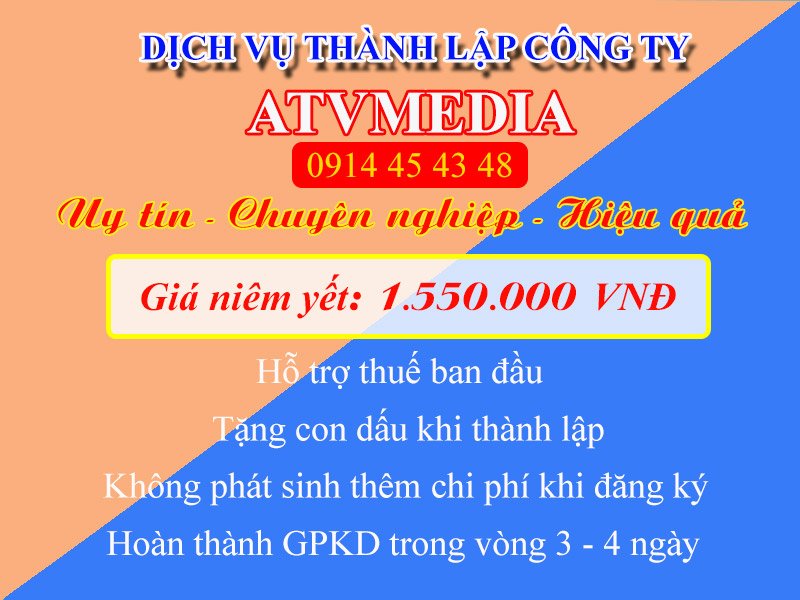 DỊCH VỤ THÀNH LẬP CÔNG TY
ATVMEDIA
0914 45 43 48
Uy tín - Chuyên nghiệp - Hiệu quả
Giá niêm yết: 1.550.000 VNĐ
Hỗ trợ thuế ban đầu
Tặng con dấu khi thành lập
Không phát sinh thêm chi phí khi đăng ký
Hoàn thành GPKD trong vòng 3 - 4 ngày